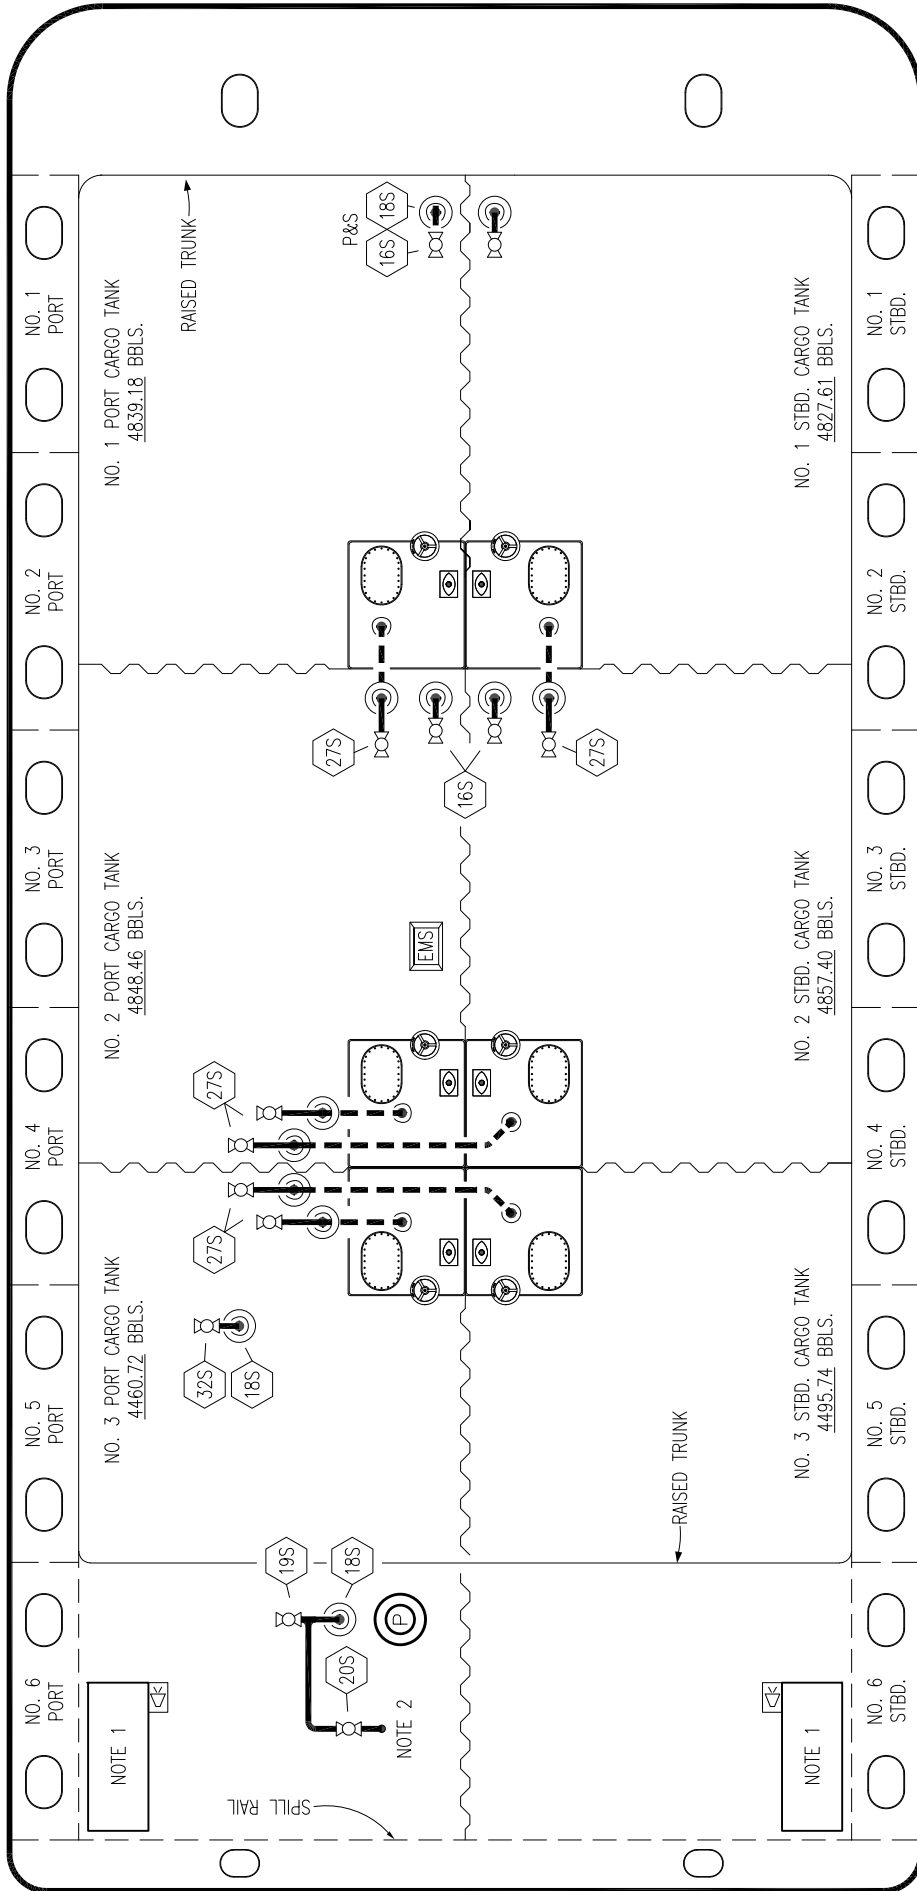 RAISED TRUNK
P&S
16S
18S
NO. 1
PORT
NO. 1 PORT CARGO TANK
4839.18 BBLS.
NO. 1 STBD. CARGO TANK
4827.61 BBLS.
NO. 1
STBD.
NO. 2
PORT
NO. 2
STBD.
27S
16S
27S
NO. 3
PORT
NO. 2 PORT CARGO TANK
4848.46 BBLS.
EMS
NO. 2 STBD. CARGO TANK
4857.40 BBLS.
NO. 3
STBD.
27S
NO. 4
PORT
NO. 4
STBD.
27S
32S
18S
NO. 5
PORT
NO. 3 PORT CARGO TANK
4460.72 BBLS.
NO. 3 STBD. CARGO TANK
4495.74 BBLS.
NO. 5
STBD.
RAISED TRUNK
19S
18S
P
20S
NO. 6
PORT
NOTE 1
NOTE 2
NOTE 1
NO. 6
STBD.
SPILL RAIL